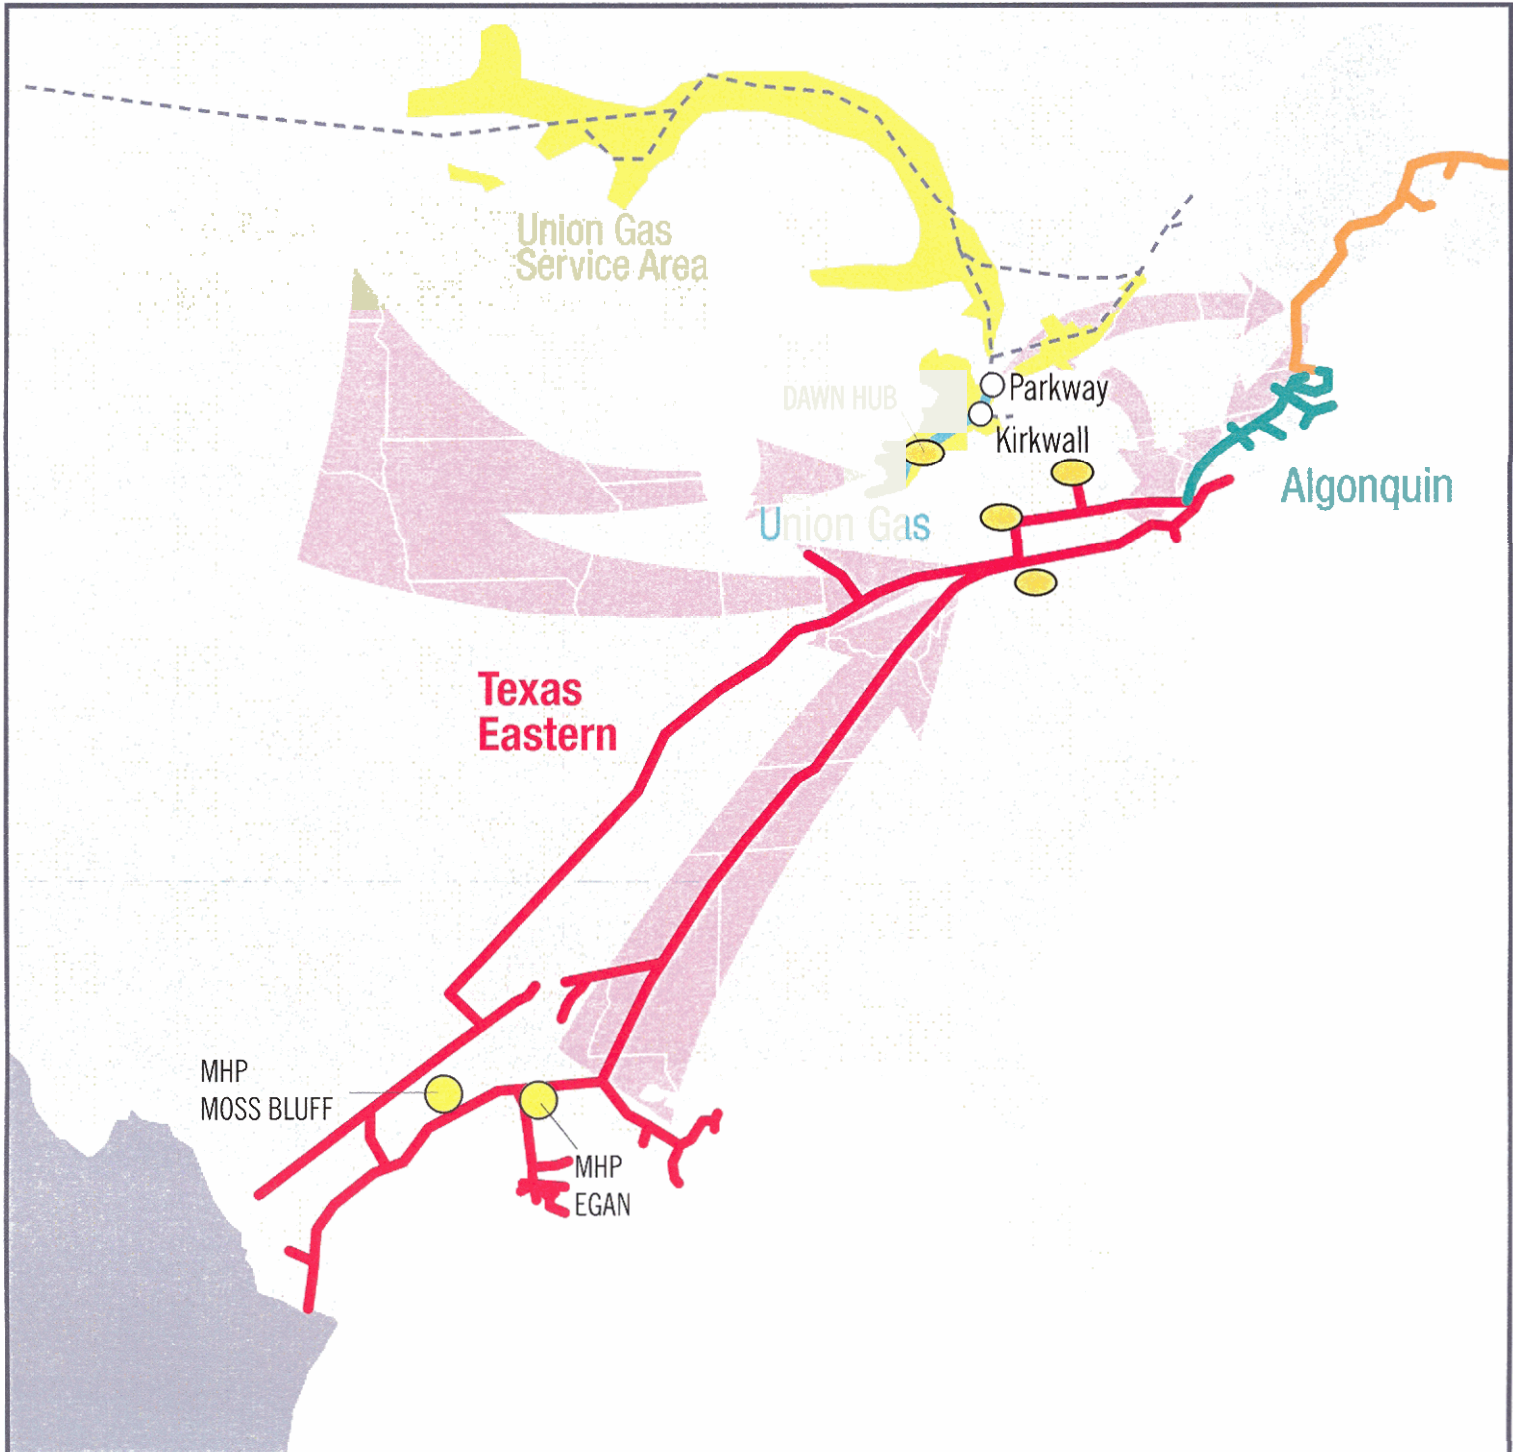 Union Gas
Service Area
DAWN HUB
Parkway
Kirkwall
Union Gas
Algonquin
Texas
Eastern
MHP
MOSS BLUFF
MHP
EGAN